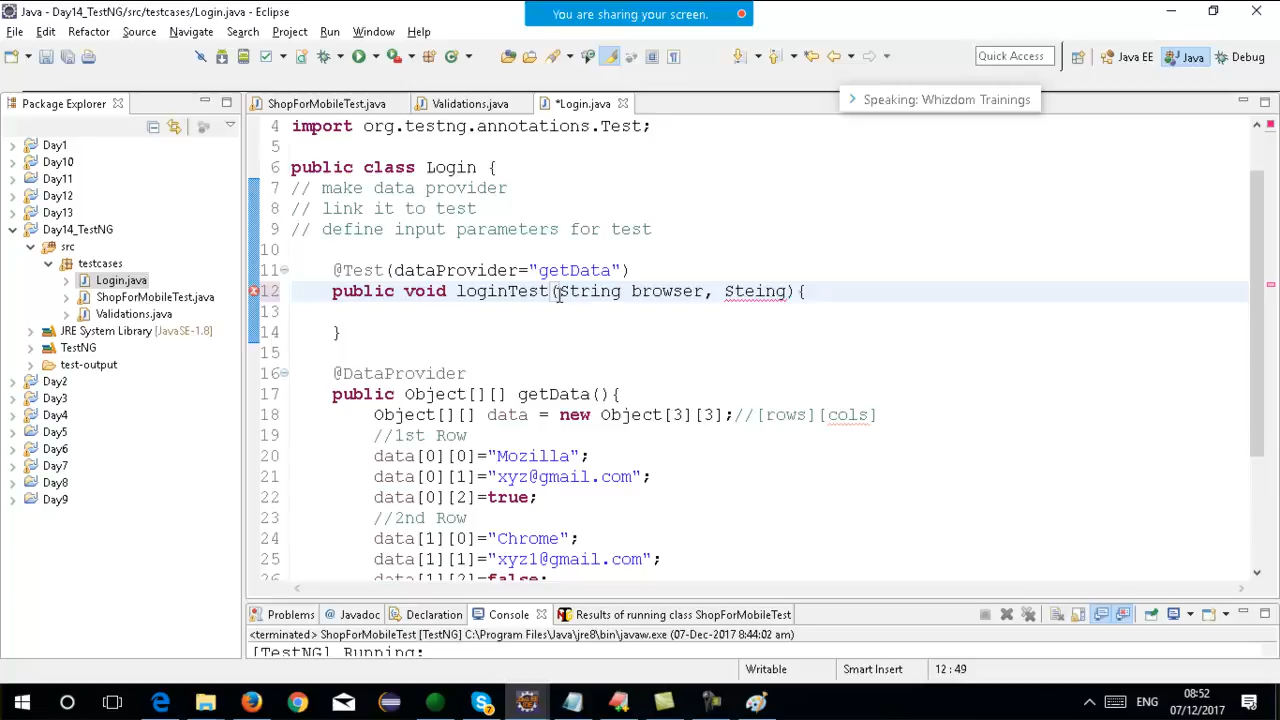 Java - Day14_TestNG/src/testcases/Login.java - Eclipse
You are sharing your screen.
File Edit Refactor Source Navigate Search Project Run Window Help
Quick Access
Java EE
Java
Debug
Package Explorer
ShopForMobileTest.java
Validations.java
*Login.java
Speaking: Whizdom Trainings
Day1
Day10
Day11
Day12
Day13
Day14_TestNG
src
testcases
Login.java
ShopForMobileTest.java
Validations.java
JRE System Library [JavaSE-1.8]
TestNG
test-output
Day2
Day3
Day4
Day5
Day6
Day7
Day8
Day9
4 import org.testng.annotations.Test;
5
6 public class Login {
7 // make data provider
8 // link it to test
9 // define input parameters for test
10
11 @Test(dataProvider="getData")
12 public void loginTest(String browser, Steing){
13
14 }
15
16 @DataProvider
17 public Object[][] getData(){
18 Object[][] data = new Object[3][3];//[rows][cols]
19 //1st Row
20 data[0][0]="Mozilla";
21 data[0][1]="xyz@gmail.com";
22 data[0][2]=true;
23 //2nd Row
24 data[1][0]="Chrome";
25 data[1][1]="xyz1@gmail.com";
26 data[1][2]=false;
Problems @ Javadoc Declaration Console Results of running class ShopForMobileTest
<terminated> ShopForMobileTest [TestNG] C:\Program Files\Java\jre8\bin\javaw.exe (07-Dec-2017 8:44:02 am)
[TestNG] Running:
Writable
Smart Insert
12 : 49
ENG
08:52
07/12/2017